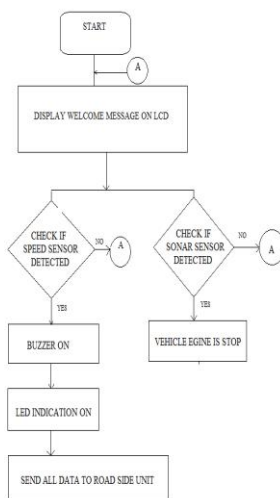 START
A
DISPLAY WELCOME MESSAGE ON LCD
CHECK IF
SPEED SENSOR
DETECTED
NO
A
CHECK IF
SONAR SENSOR
DETECTED
NO
A
YES
YES
BUZZER ON
VEHICLE EGINE IS STOP
LED INDICATION ON
SEND ALL DATA TO ROAD SIDE UNIT